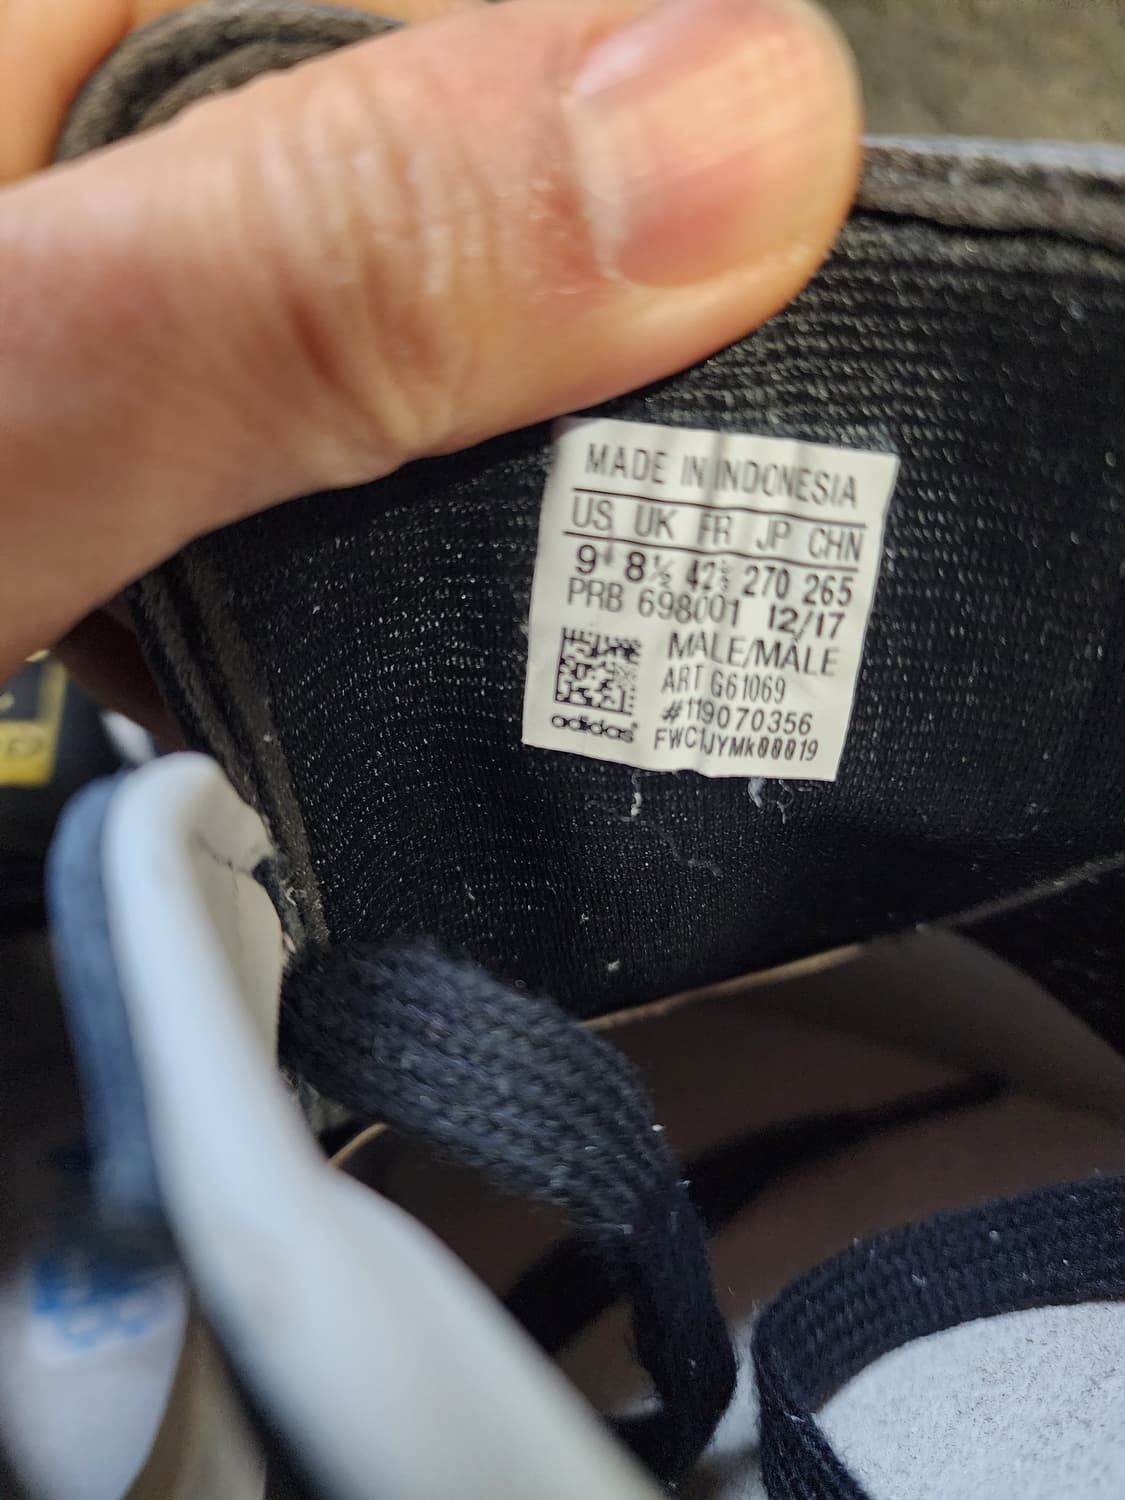 MADE IN INDONESIA
US UK FR JP CHN
9 8½ 42⅔ 270 265
PRB 698001 12/17
MALE/MALE
ART G61069
#119070356
adidas